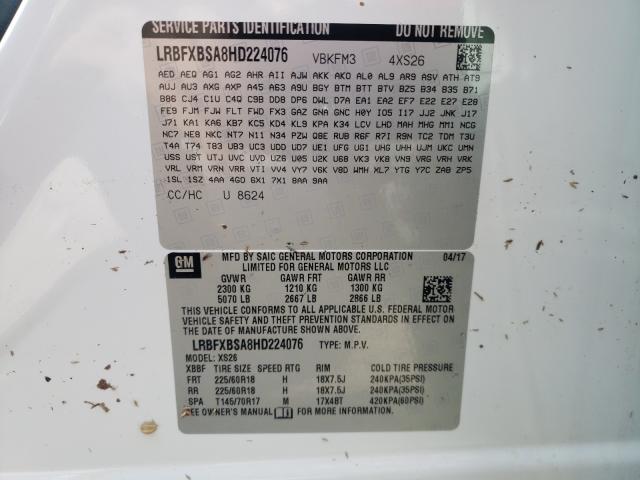 SERVICE PARTS IDENTIFICATION DO NOT REMOVE
LRBFXBSA8HD224076 VBKFM3 4XS26
AED AEQ AG1 AG2 AHR AII AJW AKK AKO AL0 AL9 AR9 ASV ATH AT9
AUJ AU3 AXG AXP A45 A63 A9U BGY BTM BTT BTV BZ5 B34 B35 B71
B86 CJ4 C1U C4Q C9B DDB DP6 DWL D7A EA1 EA2 EF7 E22 E27 E28
FE9 FJM FJW FLT FWD FX3 GAZ GNA GNC H0Y IO5 I17 JJ2 JNK J17
J71 KA1 KA6 KB7 KC5 KD4 KL9 KPA K34 LCV LHD MAH MDK MM1 NCG
NC7 NE8 NKC NT7 N11 N34 PZW QBE RUB R6F R7I R9N TC2 TDM T3U
T4A T74 T83 UB3 UC3 UDD UD7 UE1 UFG UG1 UHG UHH UJM UKC UMN
USS UST UTJ UVC UVD UZ6 U05 U2K U68 VK3 VK8 VN9 VRG VRH VRK
VRL VRM VRN VRR VTI VV4 VY7 V6K V8D WMH XL7 YTG Y7C ZA8 ZP5
1SL 1SZ 4AA 4GD 6X1 7X1 8AA 9AA
CC/HC U 8624
GM MFD BY SAIC GENERAL MOTORS CORPORATION 04/17
LIMITED FOR GENERAL MOTORS LLC
GVWR GAWR FRT GAWR RR
2300 KG 1210 KG 1300 KG
5070 LB 2667 LB 2866 LB
THIS VEHICLE CONFORMS TO ALL APPLICABLE U.S. FEDERAL MOTOR
VEHICLE SAFETY AND THEFT PREVENTION STANDARDS IN EFFECT ON THE
DATE OF MANUFACTURE SHOWN ABOVE.
LRBFXBSA8HD224076 TYPE: M.P.V.
MODEL: XS26
XBBF TIRE SIZE SPEED RTG RIM COLD TIRE PRESSURE
FRT 225/60R18 H 18X7.5J 240KPA(35PSI)
RR 225/60R18 H 18X7.5J 240KPA(35PSI)
SPA T145/70R17 M 17X4BT 420KPA(60PSI)
SEE OWNER'S MANUAL FOR MORE INFORMATION.